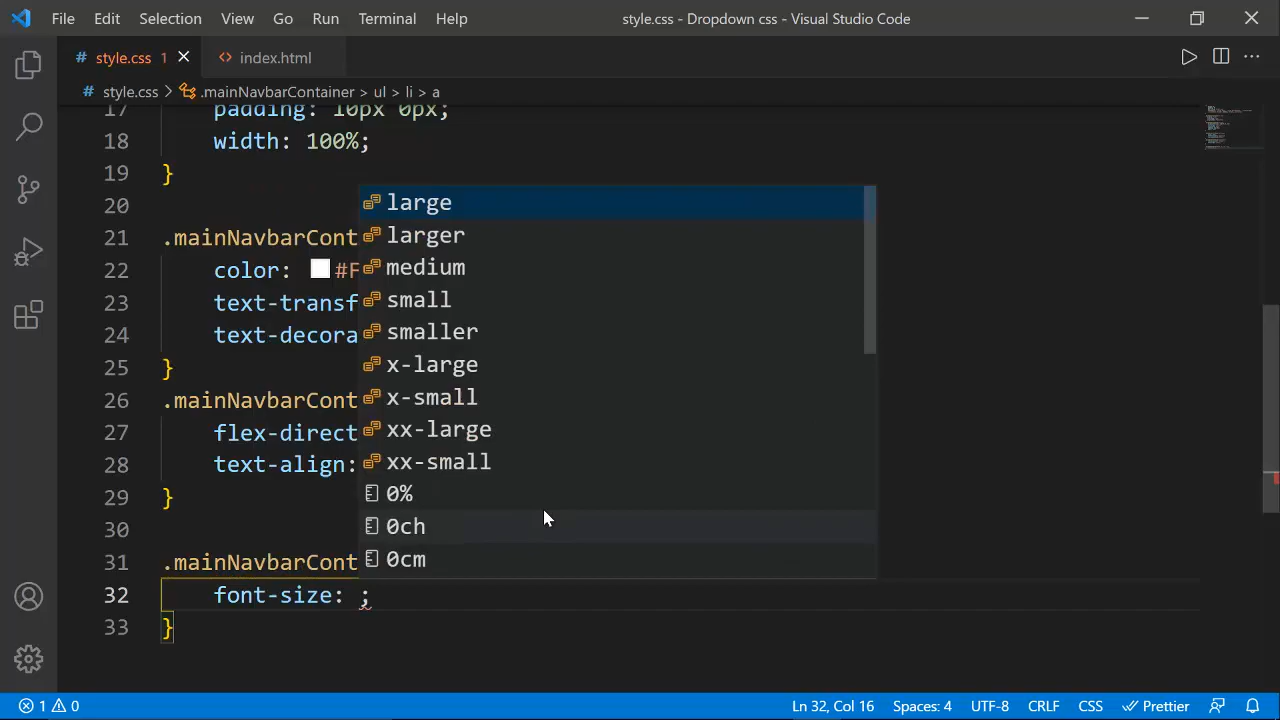 File Edit Selection View Go Run Terminal Help style.css - Dropdown css - Visual Studio Code
# style.css 1 <> index.html
# style.css > .mainNavbarContainer > ul > li > a
17 padding: 10px 0px;
18 width: 100%;
19 }
20
21 .mainNavbarCont
22 color: #F
23 text-transf
24 text-decora
25 }
26 .mainNavbarCont
27 flex-direct
28 text-align:
29 }
30
31 .mainNavbarCont
32 font-size: ;
33 }
large
larger
medium
small
smaller
x-large
x-small
xx-large
xx-small
0%
0ch
0cm
1 0 Ln 32, Col 16 Spaces: 4 UTF-8 CRLF CSS Prettier